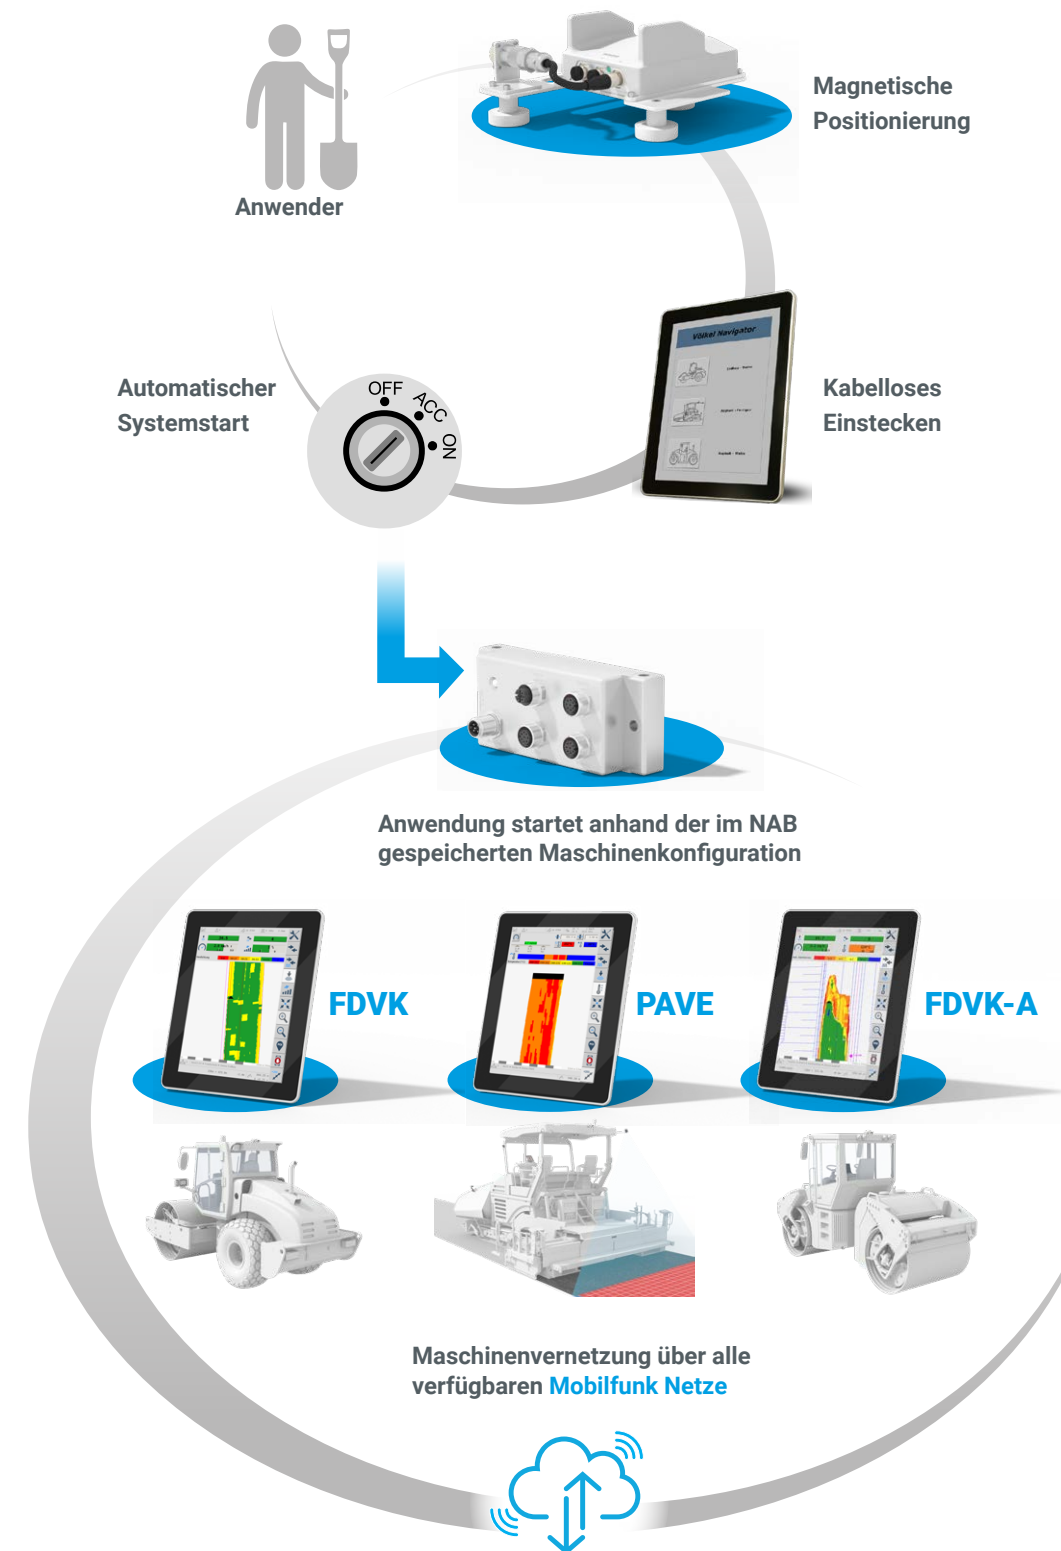 Magnetische
Positionierung
Anwender
Völkel Navigator
Automatischer
Systemstart
OFF
ACC
ON
Kabelloses
Einstecken
Anwendung startet anhand der im NAB
gespeicherten Maschinenkonfiguration
FDVK
PAVE
FDVK-A
Maschinenvernetzung über alle
verfügbaren Mobilfunk Netze